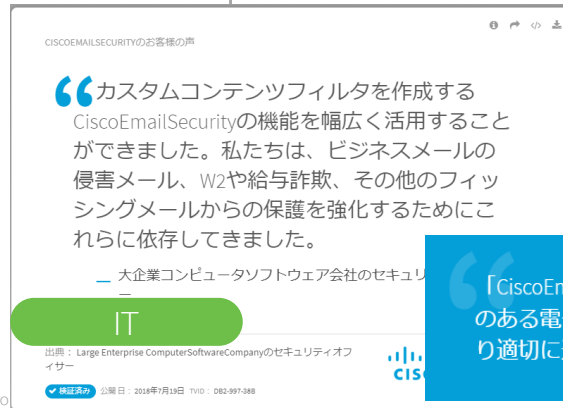 CISCOEMAILSECURITYのお客様の声
カスタムコンテンツフィルタを作成する
CiscoEmailSecurityの機能を幅広く活用すること
ができました。私たちは、ビジネスメールの
侵害メール、W2や給与詐欺、その他のフィッ
シングメールからの保護を強化するためにこ
れらに依存してきました。
— 大企業コンピュータソフトウェア会社のセキュリ
IT
「CiscoEm
のある電
り適切に
出典： Large Enterprise ComputerSoftwareCompanyのセキュリティオフ
ィサー
検証済み 公開日：2018年7月19日 TVID： DB2-997-38B